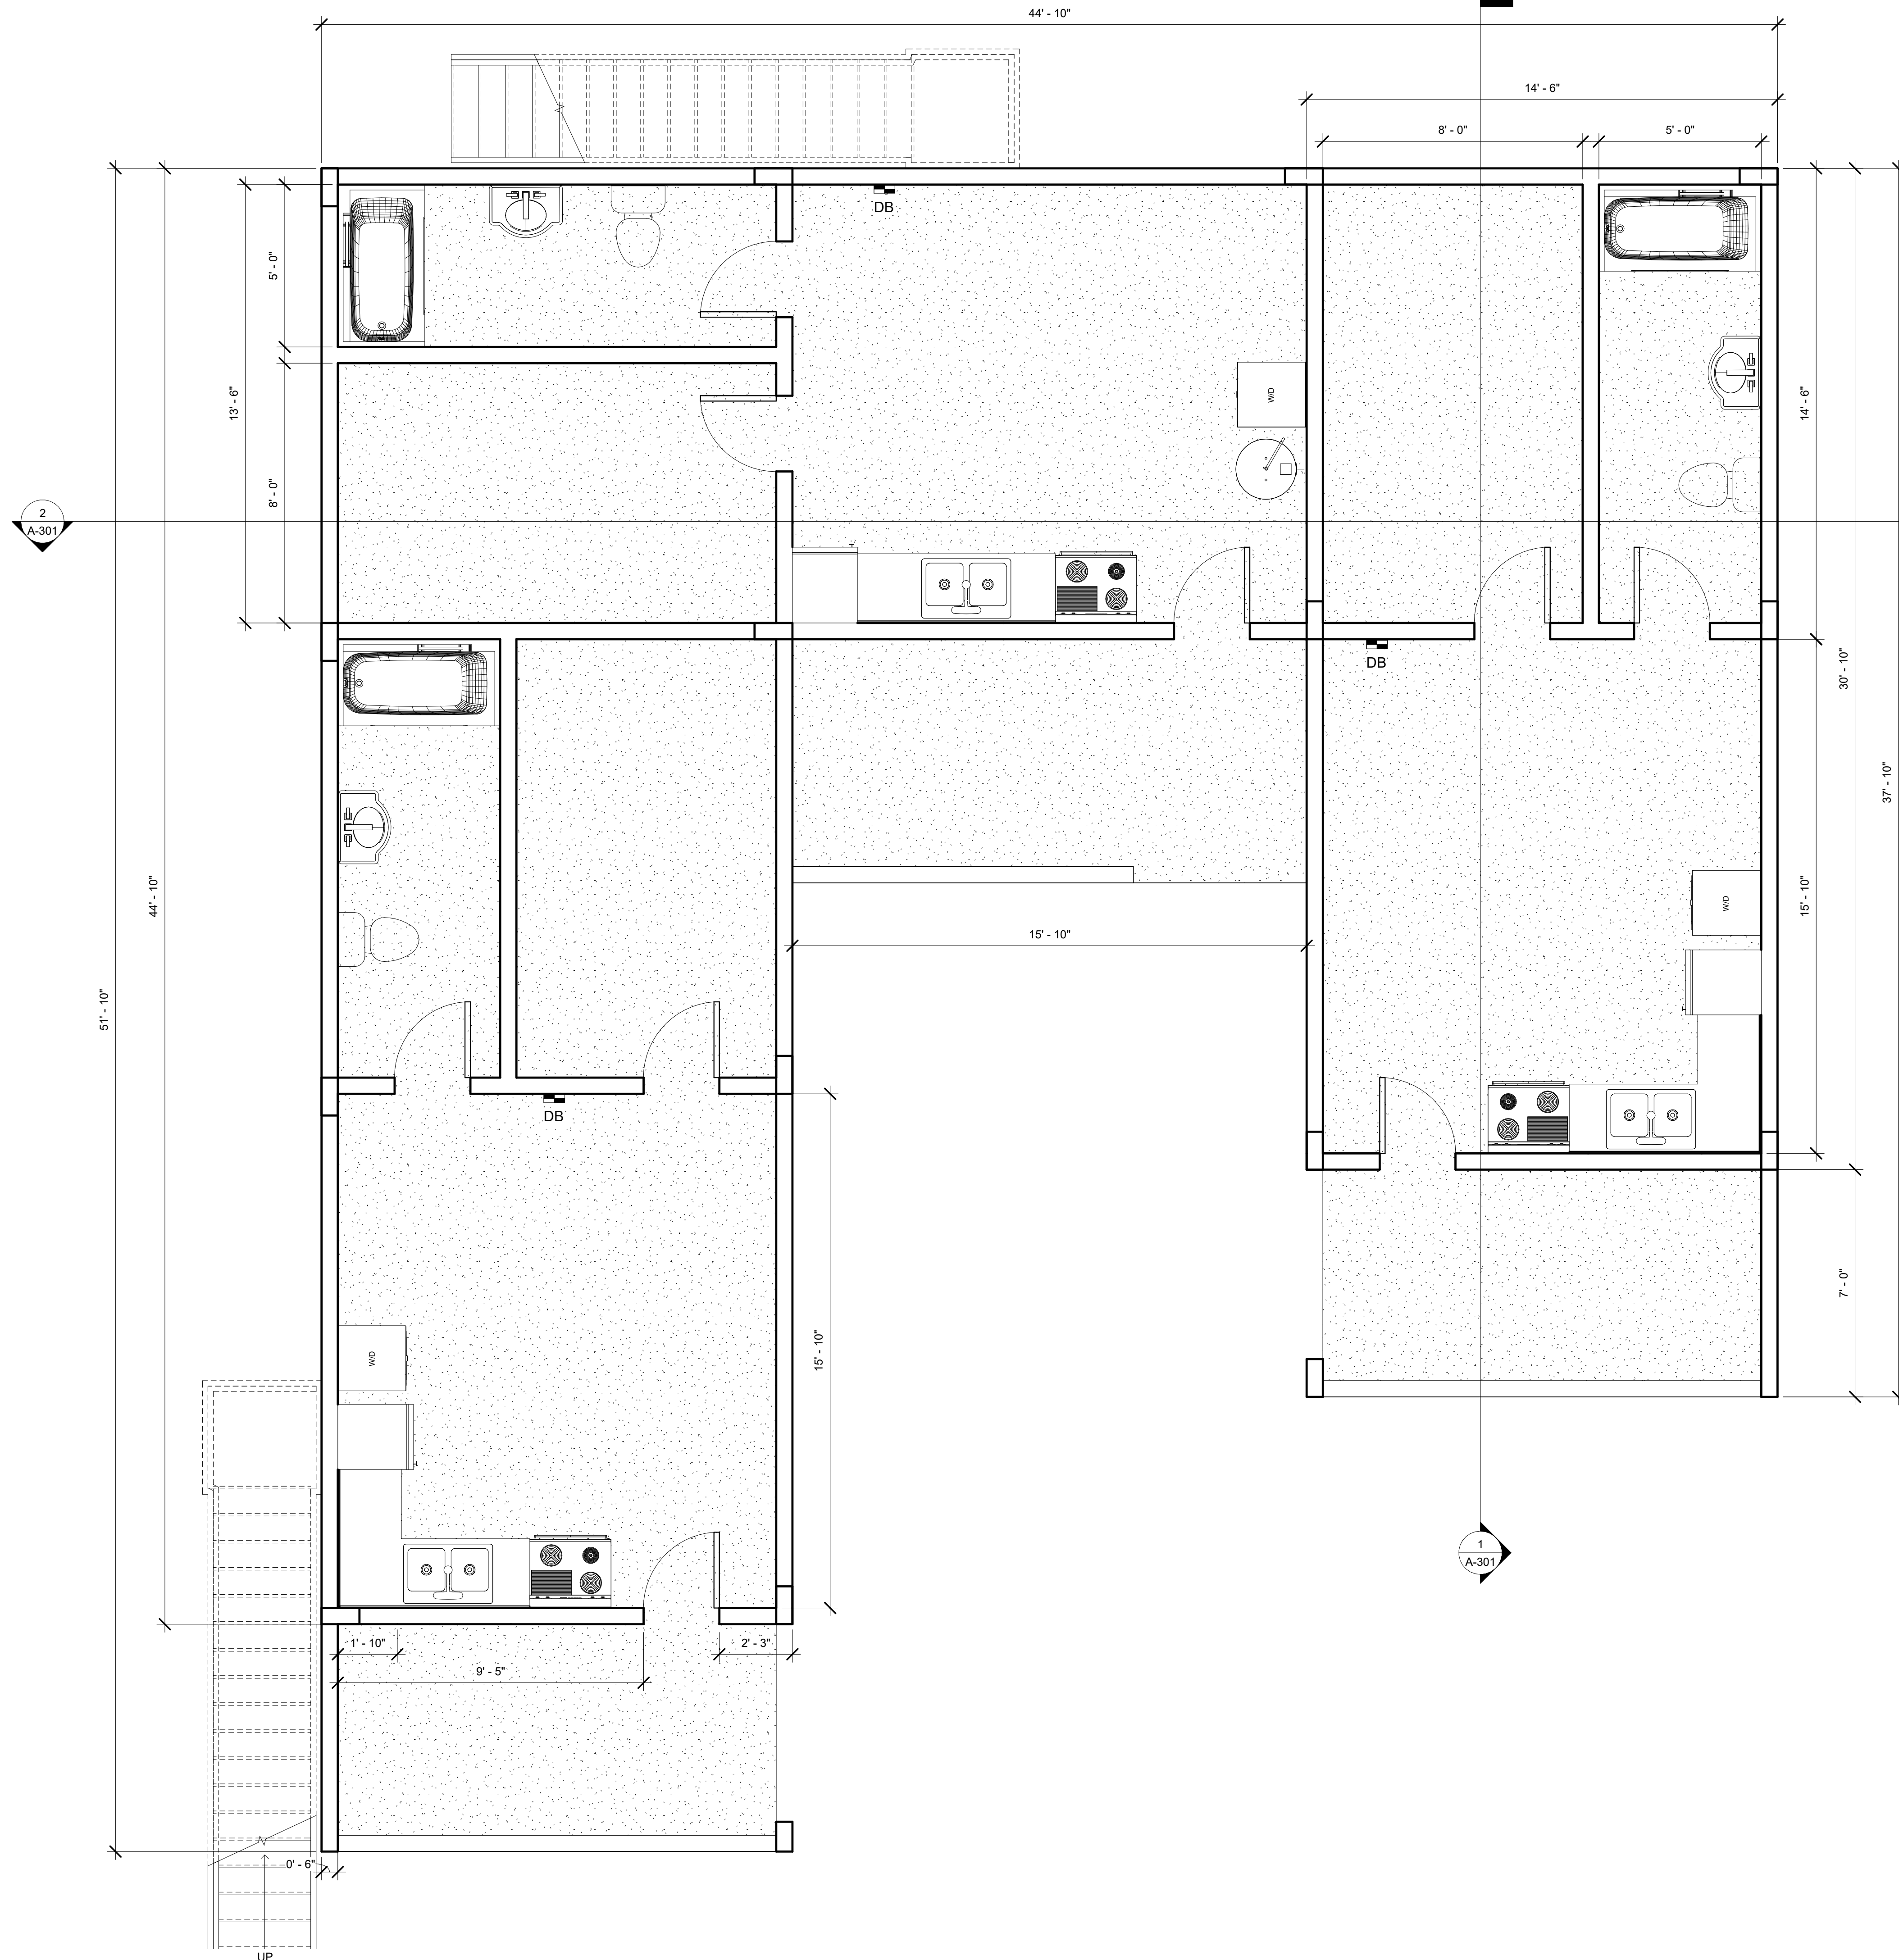 44' - 10"
14' - 6"
8' - 0"
5' - 0"
DB
5' - 0"
13' - 6"
8' - 0"
W/D
14' - 6"
2
A-301
DB
30' - 10"
37' - 10"
44' - 10"
W/D
15' - 10"
15' - 10"
51' - 10"
DB
7' - 0"
15' - 10"
W/D
1
A-301
1' - 10"
2' - 3"
9' - 5"
0' - 6"
UP